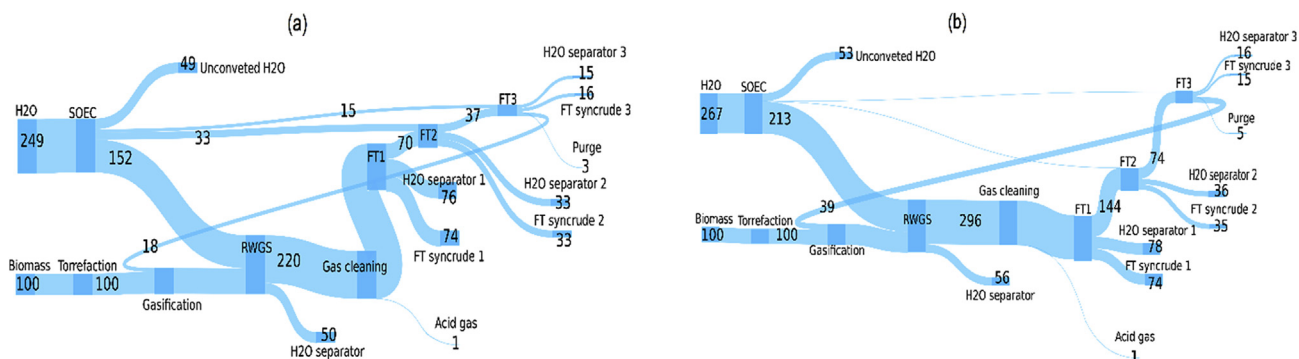 (a)
H2O separator 3
49
Unconveted H2O
15
16
FT3
FT syncrude 3
H2O
SOEC
15
37
249
33
FT2
70
Purge
3
152
FT1
H2O separator 1
76
H2O separator 2
33
FT syncrude 2
33
74
FT syncrude 1
18
RWGS
220
Gas cleaning
Biomass
Torrefaction
100
100
Gasification
50
H2O separator
Acid gas
1
(b)
H2O separator 3
16
FT syncrude 3
15
53
Unconveted H2O
FT3
H2O
SOEC
267
213
Purge
5
74
FT2
H2O separator 2
36
FT syncrude 2
35
Gas cleaning
39
RWGS
296
FT1
144
H2O separator 1
78
Biomass
Torrefaction
100
100
Gasification
FT syncrude 1
74
56
H2O separator
Acid gas
1